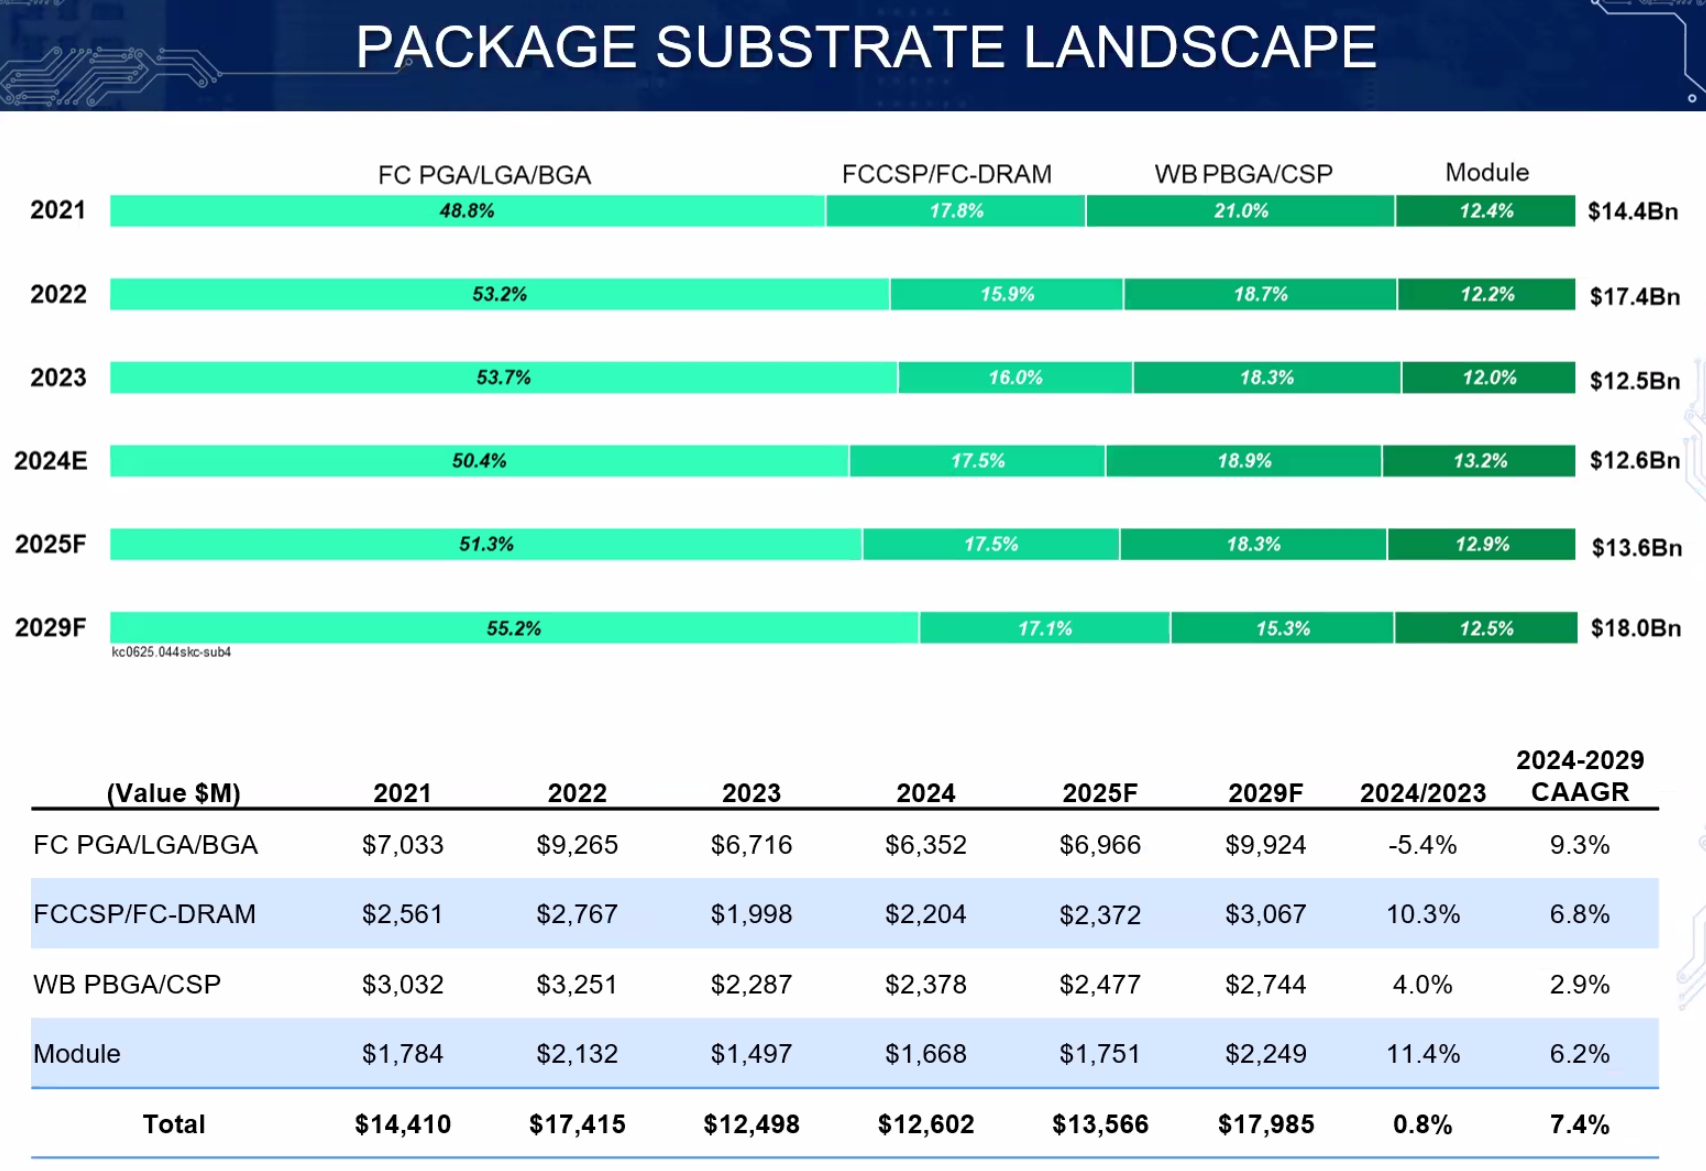 PACKAGE SUBSTRATE LANDSCAPE
FC PGA/LGA/BGA FCCSP/FC-DRAM WB PBGA/CSP Module
2021 48.8% 17.8% 21.0% 12.4% $14.4Bn
2022 53.2% 15.9% 18.7% 12.2% $17.4Bn
2023 53.7% 16.0% 18.3% 12.0% $12.5Bn
2024E 50.4% 17.5% 18.9% 13.2% $12.6Bn
2025F 51.3% 17.5% 18.3% 12.9% $13.6Bn
2029F 55.2% 17.1% 15.3% 12.5% $18.0Bn
kc0625.044skc-sub4
2024-2029
(Value $M) 2021 2022 2023 2024 2025F 2029F 2024/2023 CAAGR
FC PGA/LGA/BGA $7,033 $9,265 $6,716 $6,352 $6,966 $9,924 -5.4% 9.3%
FCCSP/FC-DRAM $2,561 $2,767 $1,998 $2,204 $2,372 $3,067 10.3% 6.8%
WB PBGA/CSP $3,032 $3,251 $2,287 $2,378 $2,477 $2,744 4.0% 2.9%
Module $1,784 $2,132 $1,497 $1,668 $1,751 $2,249 11.4% 6.2%
Total $14,410 $17,415 $12,498 $12,602 $13,566 $17,985 0.8% 7.4%